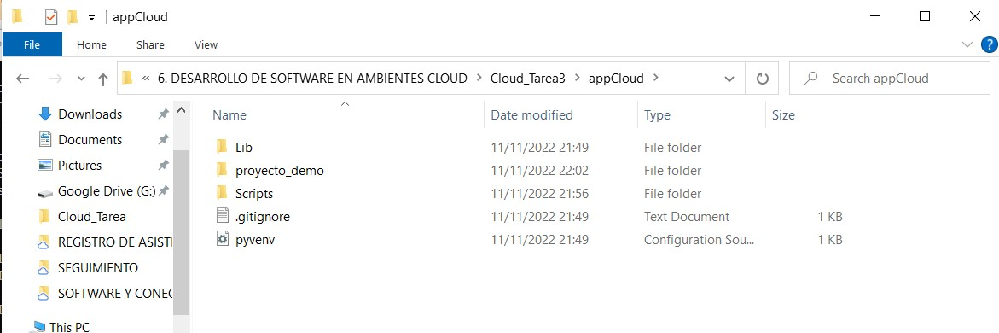 appCloud
File Home Share View
« 6. DESARROLLO DE SOFTWARE EN AMBIENTES CLOUD > Cloud_Tarea3 > appCloud >
Search appCloud
Downloads
Documents
Pictures
Google Drive (G:)
Cloud_Tarea
REGISTRO DE ASIST
SEGUIMIENTO
SOFTWARE Y CONEC
This PC
Name Date modified Type Size
Lib 11/11/2022 21:49 File folder
proyecto_demo 11/11/2022 22:02 File folder
Scripts 11/11/2022 21:56 File folder
.gitignore 11/11/2022 21:49 Text Document 1 KB
pyvenv 11/11/2022 21:49 Configuration Sou... 1 KB